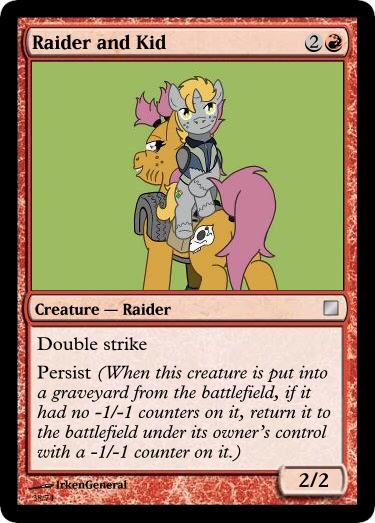 Raider and Kid 2
Creature — Raider
Double strike
Persist (When this creature is put into
a graveyard from the battlefield, if it
had no -1/-1 counters on it, return it to
the battlefield under its owner's control
with a -1/-1 counter on it.)
2/2
IrkenGeneral